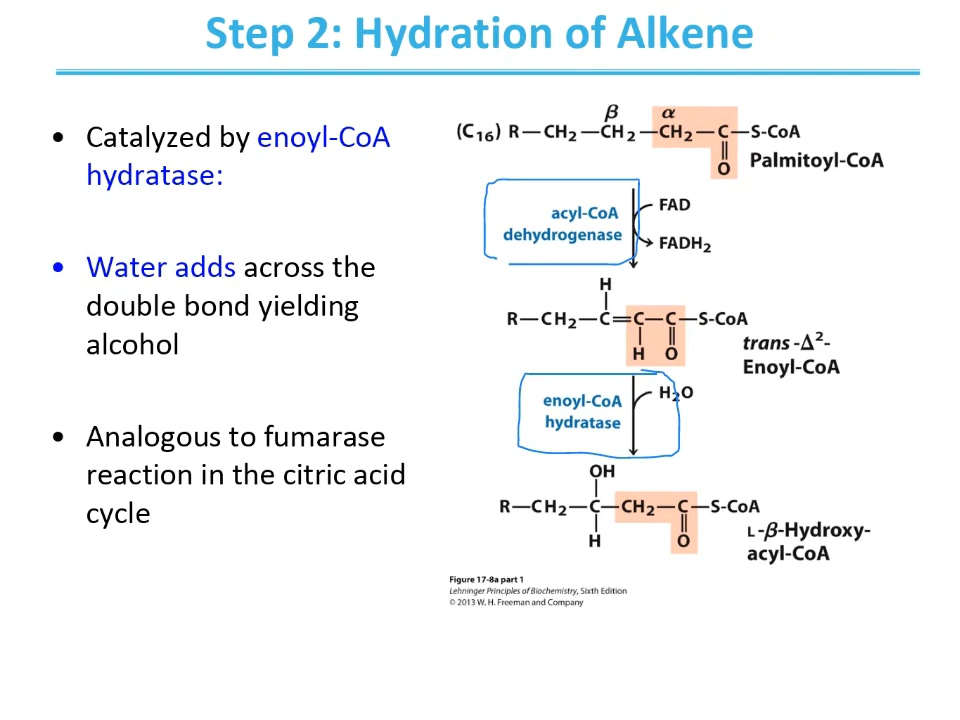 Step 2: Hydration of Alkene
• Catalyzed by enoyl-CoA
hydratase:
• Water adds across the
double bond yielding
alcohol
• Analogous to fumarase
reaction in the citric acid
cycle
β α
(C₁₆) R—CH₂—CH₂—CH₂—C—S-CoA
O
Palmitoyl-CoA
acyl-CoA
dehydrogenase
FAD
FADH₂
H
R—CH₂—C=C—C—S-CoA
H O
trans-Δ²-
Enoyl-CoA
enoyl-CoA
hydratase
H₂O
OH
R—CH₂—C—CH₂—C—S-CoA
H O
L-β-Hydroxy-
acyl-CoA
Figure 17-8a part 1
Lehninger Principles of Biochemistry, Sixth Edition
© 2013 W. H. Freeman and Company